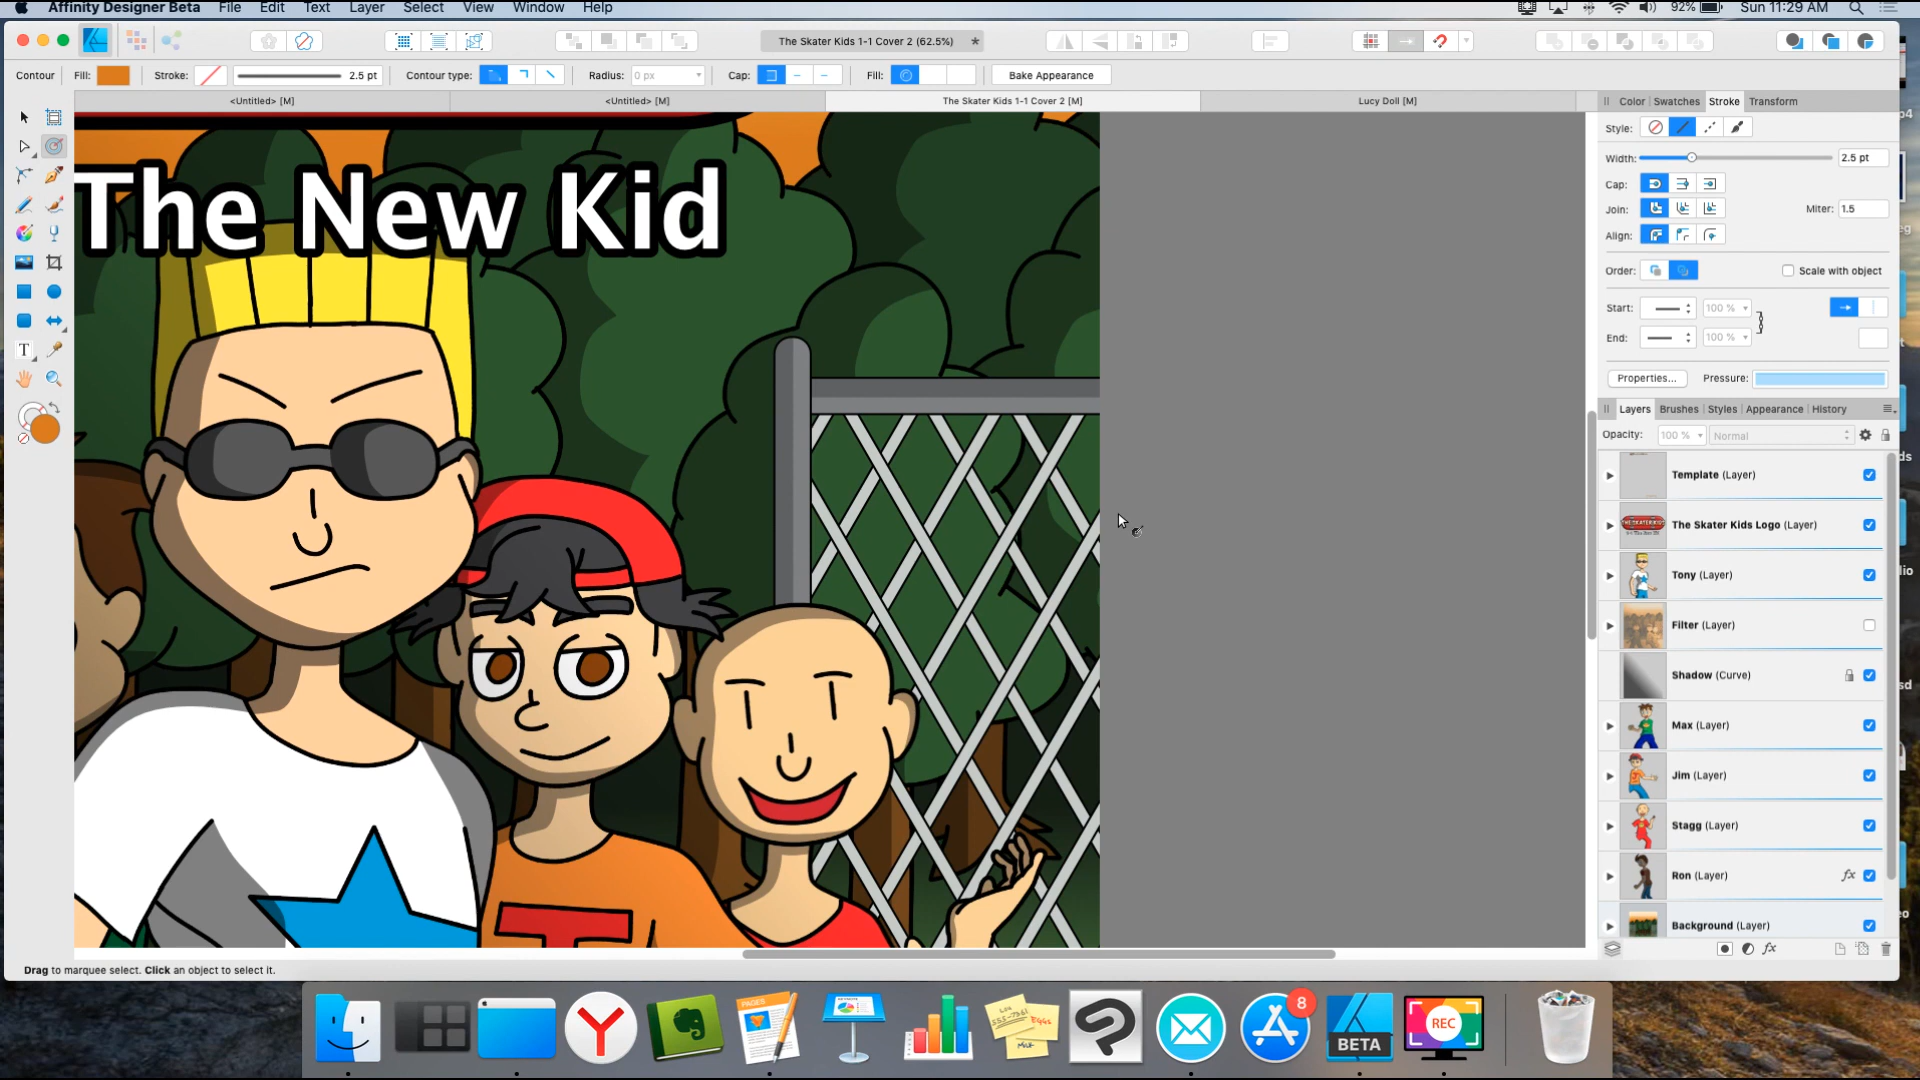 Affinity Designer Beta File Edit Text Layer Select View Window Help 92% Sun 11:29 AM
The Skater Kids 1-1 Cover 2 (62.5%) *
Contour Fill: Stroke: 2.5 pt Contour type: Radius: 0 px Cap: Fill: Bake Appearance
<Untitled> [M] <Untitled> [M] The Skater Kids 1-1 Cover 2 [M] Lucy Doll [M]
The New Kid
T
Color Swatches Stroke Transform
Style:
Width: 2.5 pt
Cap:
Join: Miter: 1.5
Align:
Order: Scale with object
Start: 100 %
End: 100 %
Properties... Pressure:
Layers Brushes Styles Appearance History
Opacity: 100 % Normal
Template (Layer)
The Skater Kids Logo (Layer)
Tony (Layer)
Filter (Layer)
Shadow (Curve)
Max (Layer)
Jim (Layer)
Stagg (Layer)
Ron (Layer) fx
Background (Layer)
fx
Drag to marquee select. Click an object to select it.
PAGES
8
BETA
REC